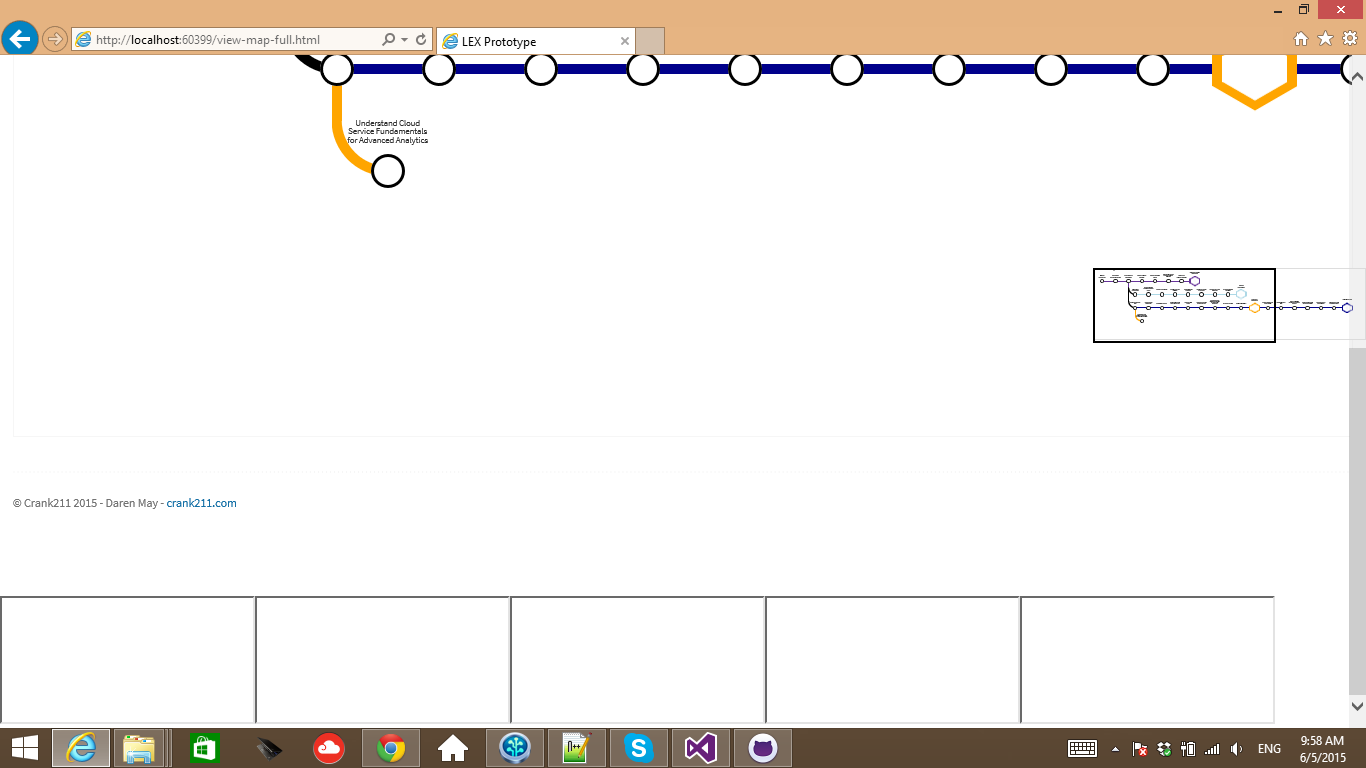 http://localhost:60399/view-map-full.html
LEX Prototype
Understand Cloud
Service Fundamentals
for Advanced Analytics
© Crank211 2015 - Daren May - crank211.com
ENG
9:58 AM
6/5/2015